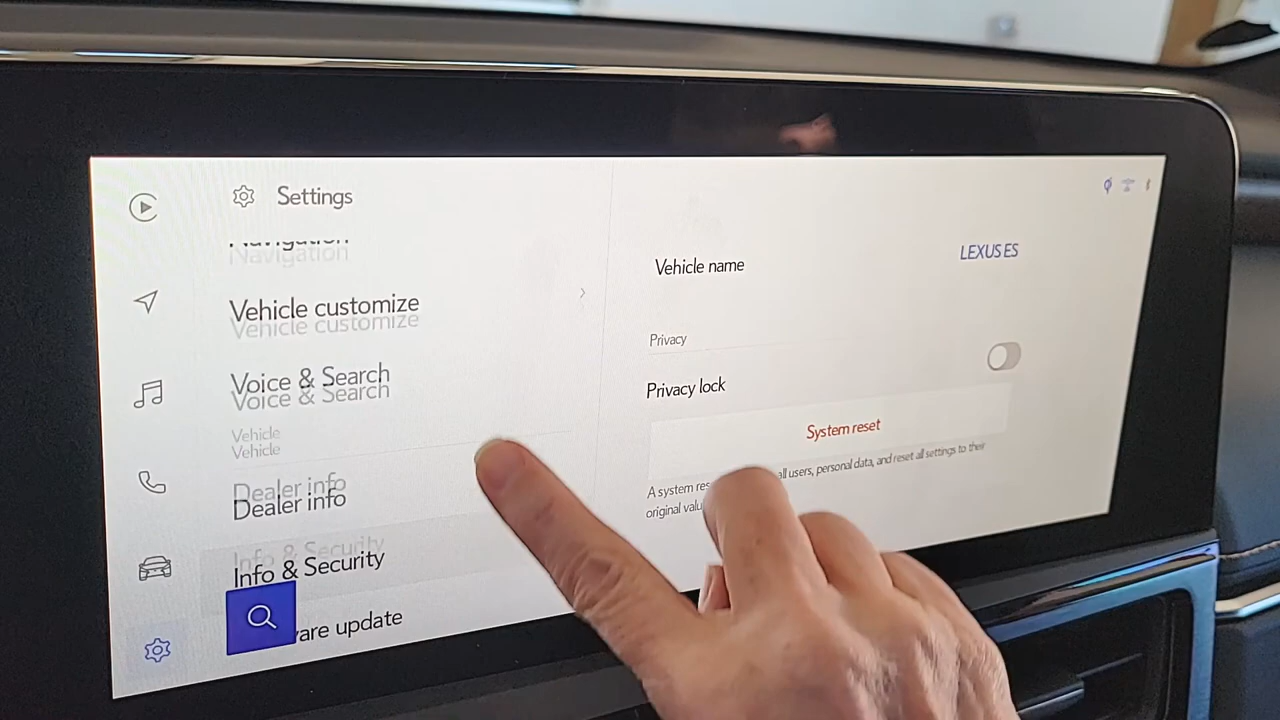 Settings
Navigation
Vehicle customize
Voice & Search
Vehicle
Dealer info
Info & Security
ware update
Vehicle name
LEXUS ES
Privacy
Privacy lock
System reset
A system res all users, personal data, and reset all settings to their
original valu